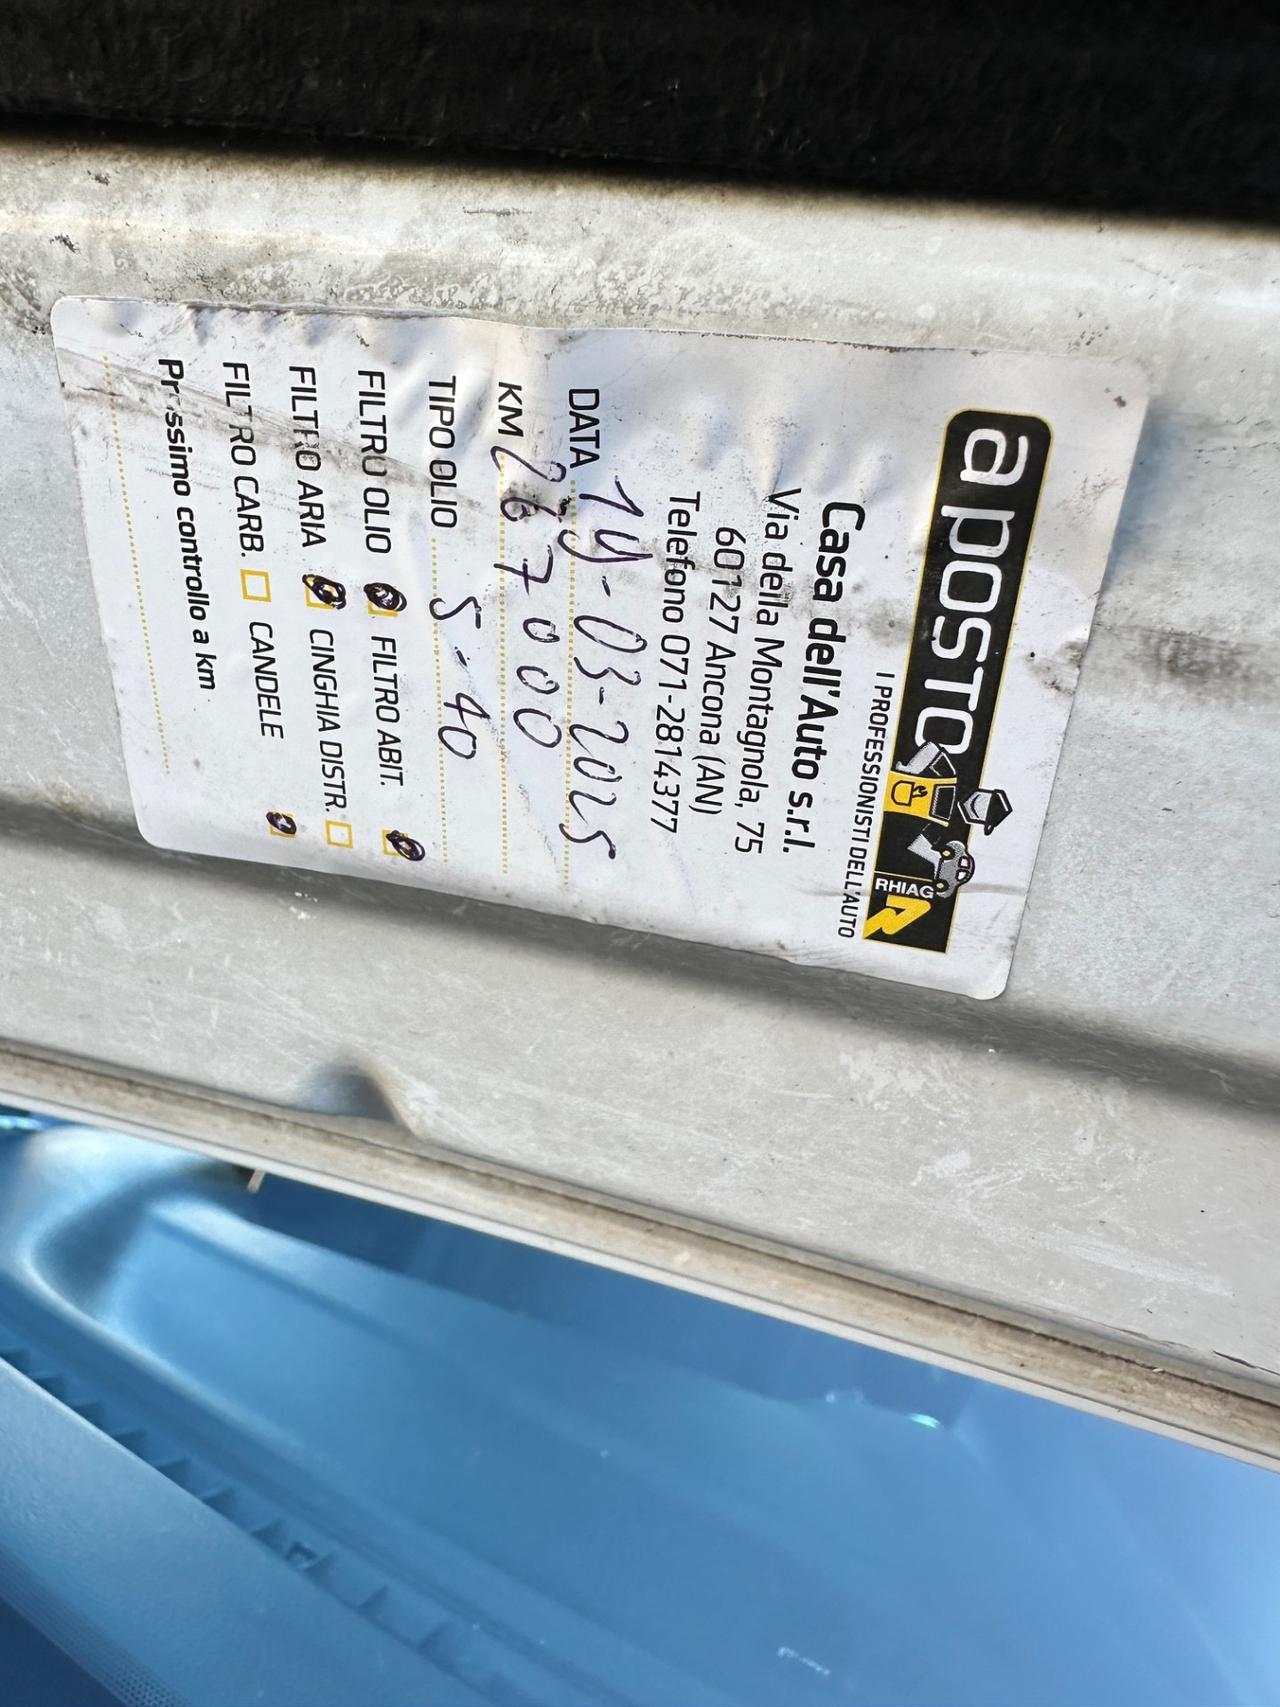 a posto
RHIAG
I PROFESSIONISTI DELL'AUTO
Casa dell'Auto s.r.l.
Via della Montagnola, 75
60127 Ancona (AN)
Telefono 071-2814377
DATA 14-03-2025
KM 267000
TIPO OLIO 5-40
FILTRO OLIO FILTRO ABIT.
FILTRO ARIA CINGHIA DISTR.
FILTRO CARB. CANDELE
Prossimo controllo a km